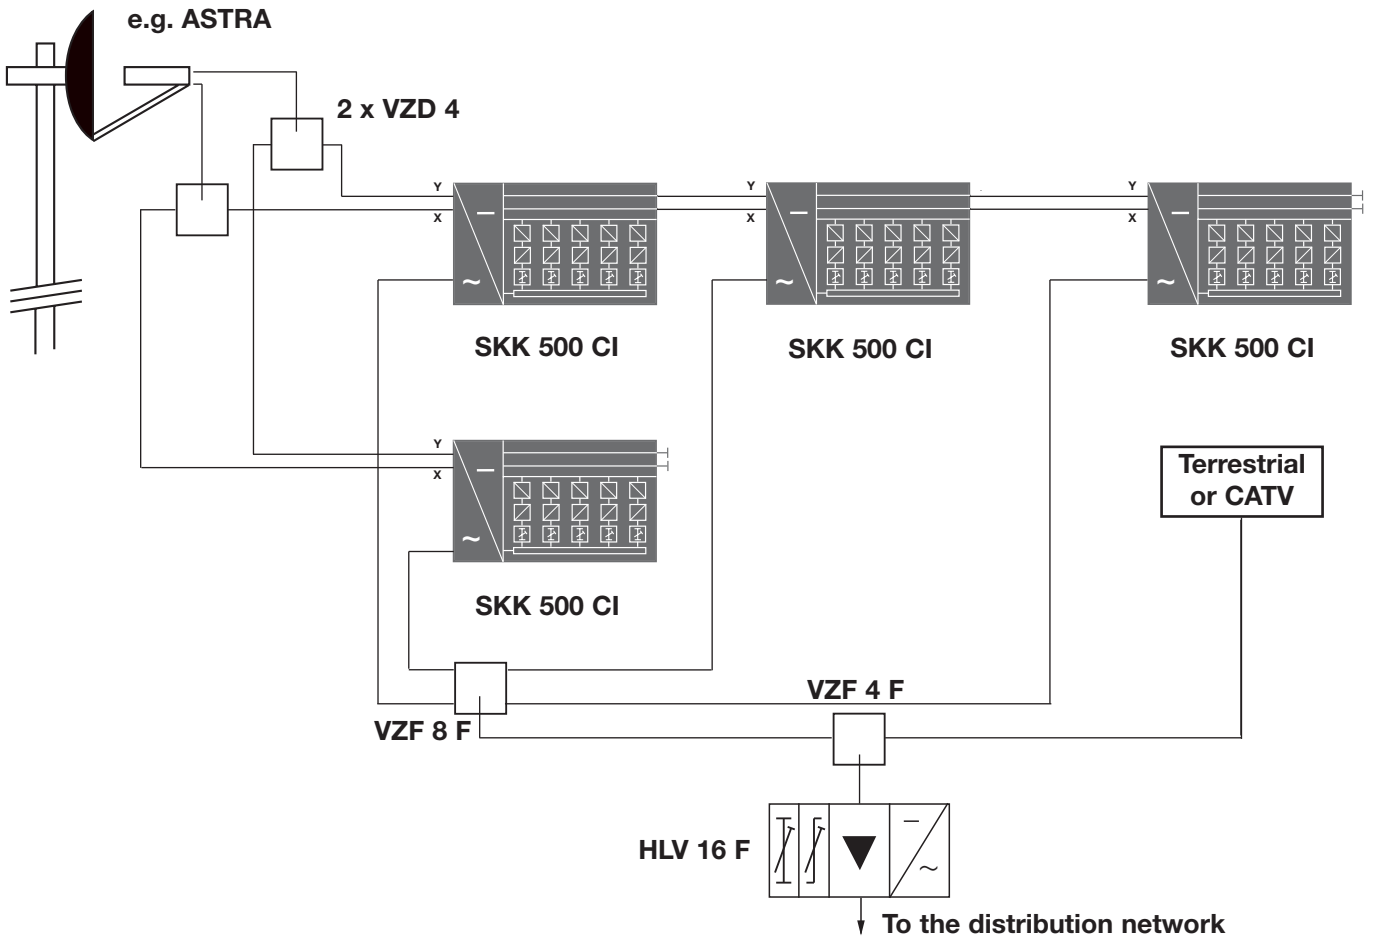 e.g. ASTRA
2 x VZD 4
Y
X
Y
X
Y
X
SKK 500 CI
SKK 500 CI
SKK 500 CI
Y
X
Terrestrial
or CATV
SKK 500 CI
VZF 4 F
VZF 8 F
HLV 16 F
To the distribution network